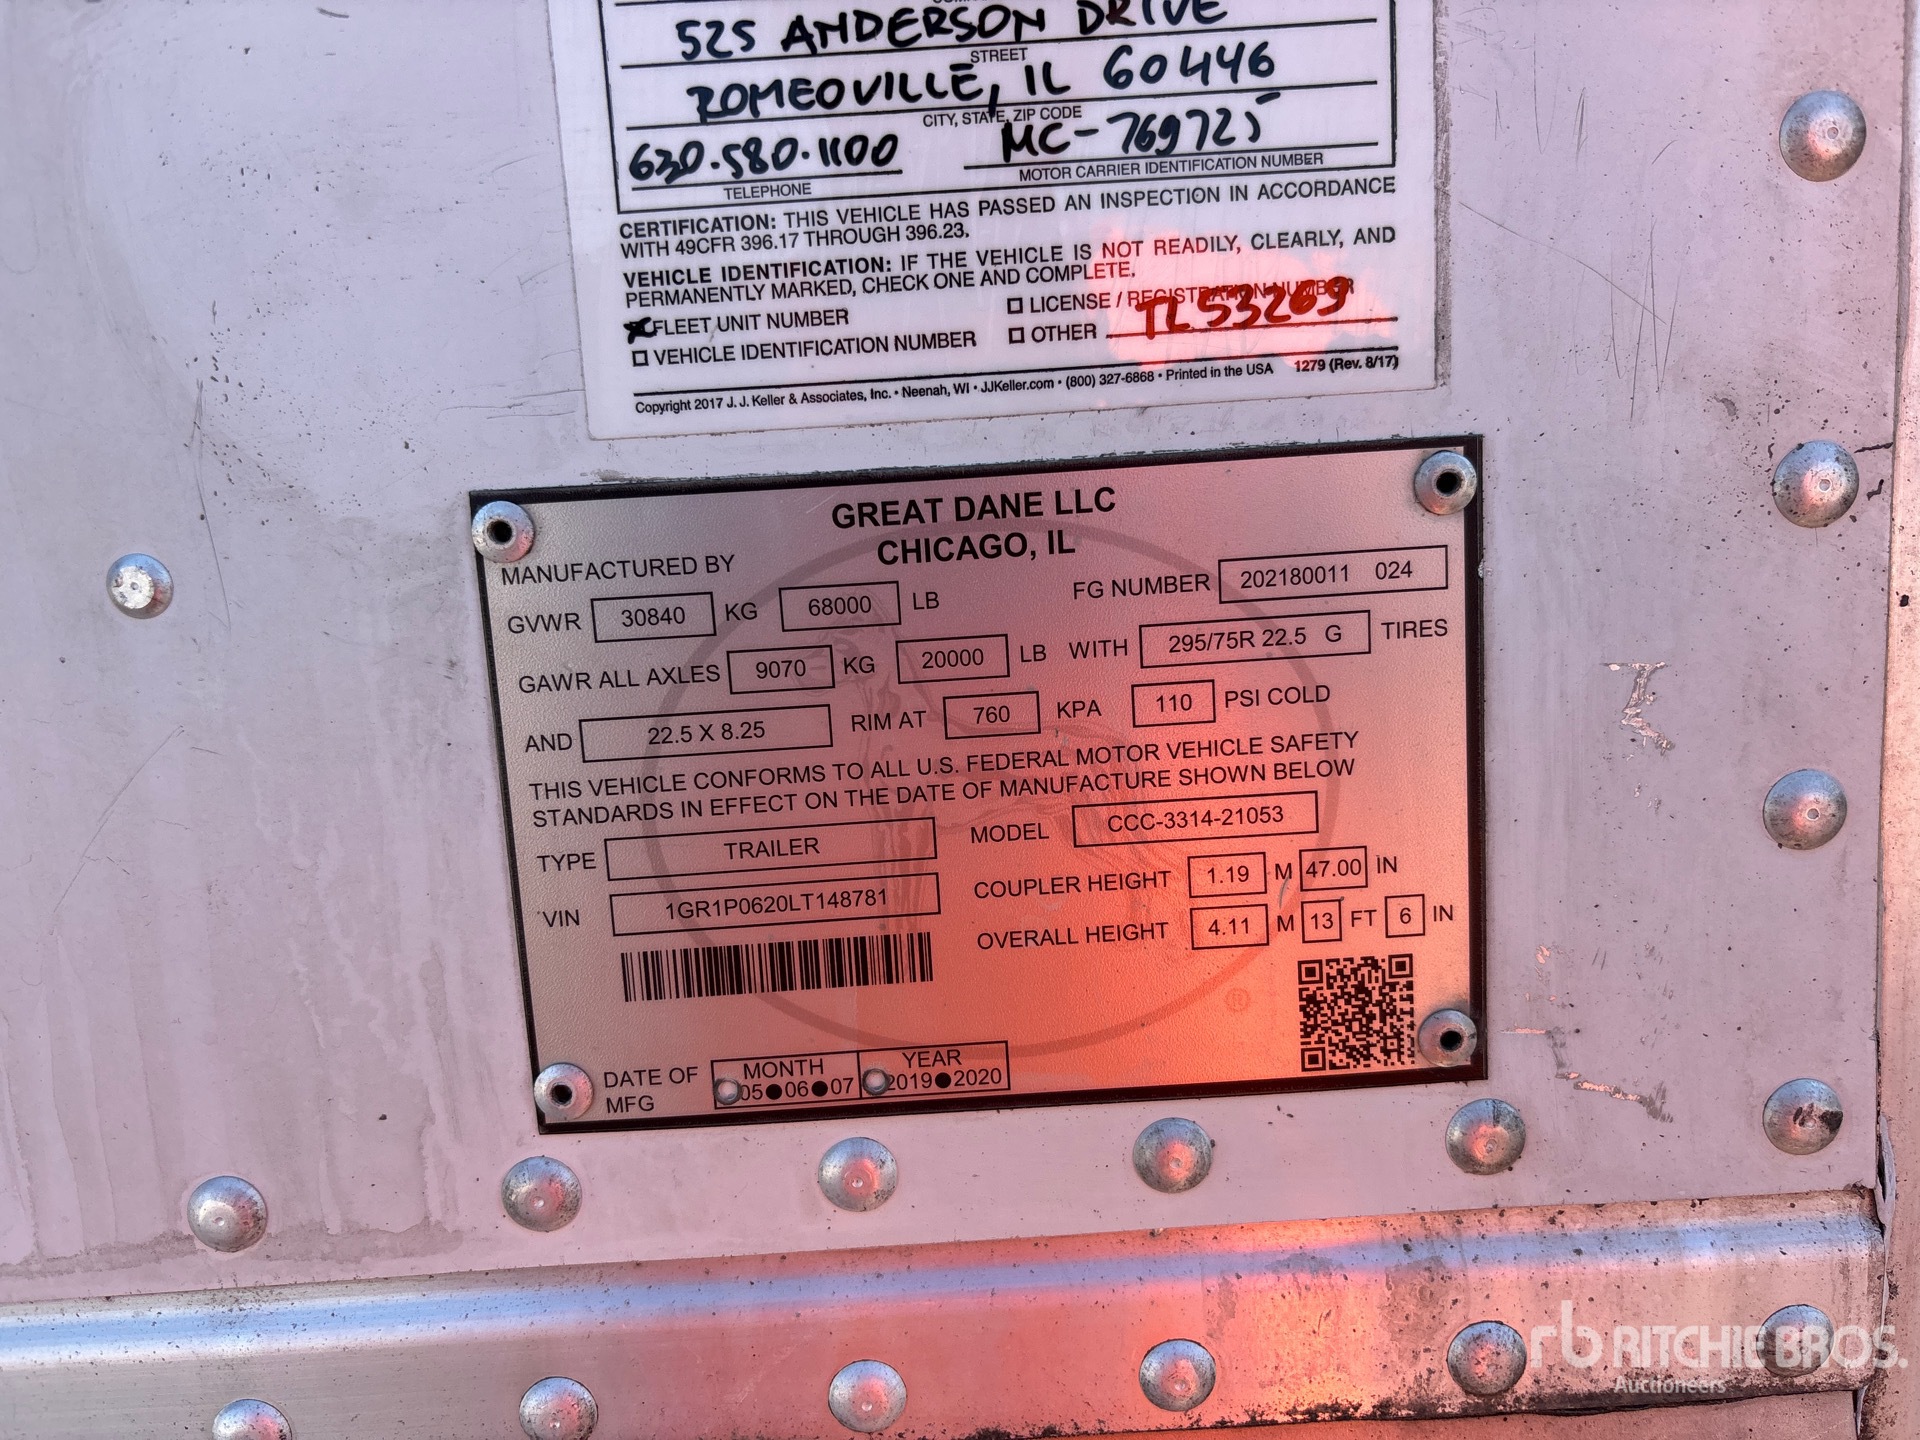 525 ANDERSON DRIVE
STREET
ROMEOVILLE, IL 60446
CITY, STATE, ZIP CODE
630.580.1100 MC-769725
TELEPHONE MOTOR CARRIER IDENTIFICATION NUMBER
CERTIFICATION: THIS VEHICLE HAS PASSED AN INSPECTION IN ACCORDANCE
WITH 49CFR 396.17 THROUGH 396.23.
VEHICLE IDENTIFICATION: IF THE VEHICLE IS NOT READILY, CLEARLY, AND
PERMANENTLY MARKED, CHECK ONE AND COMPLETE.
FLEET UNIT NUMBER LICENSE / REGISTRATION NUMBER
VEHICLE IDENTIFICATION NUMBER OTHER TL53269
Copyright 2017 J. J. Keller & Associates, Inc. • Neenah, WI • JJKeller.com • (800) 327-6868 • Printed in the USA 1279 (Rev. 8/17)
GREAT DANE LLC
CHICAGO, IL
MANUFACTURED BY
FG NUMBER 202180011 024
GVWR 30840 KG 68000 LB
GAWR ALL AXLES 9070 KG 20000 LB WITH 295/75R 22.5 G TIRES
AND 22.5 X 8.25 RIM AT 760 KPA 110 PSI COLD
THIS VEHICLE CONFORMS TO ALL U.S. FEDERAL MOTOR VEHICLE SAFETY
STANDARDS IN EFFECT ON THE DATE OF MANUFACTURE SHOWN BELOW
TYPE TRAILER MODEL CCC-3314-21053
COUPLER HEIGHT 1.19 M 47.00 IN
VIN 1GR1P0620LT148781
OVERALL HEIGHT 4.11 M 13 FT 6 IN
®
DATE OF MFG MONTH YEAR
05●06●07 2019●2020
rb RITCHIE BROS.
Auctioneers